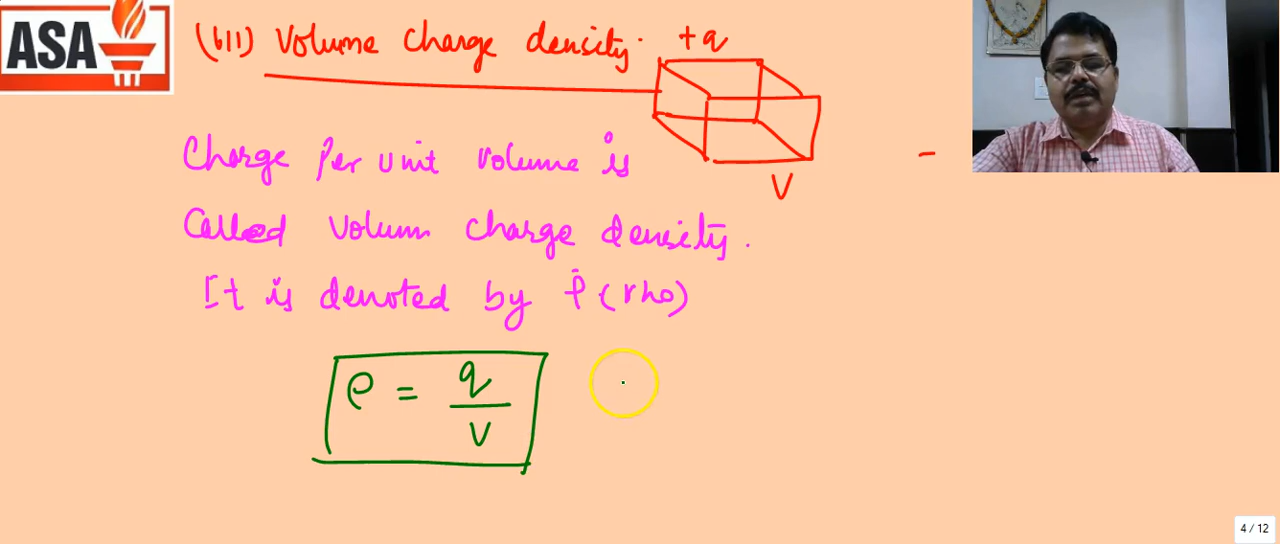 ASA
(iii) Volume Charge density. +q
V
Charge Per Unit Volume is
Called Volum Charge density.
It is denoted by ρ (rho)
ρ = q / V
4 / 12